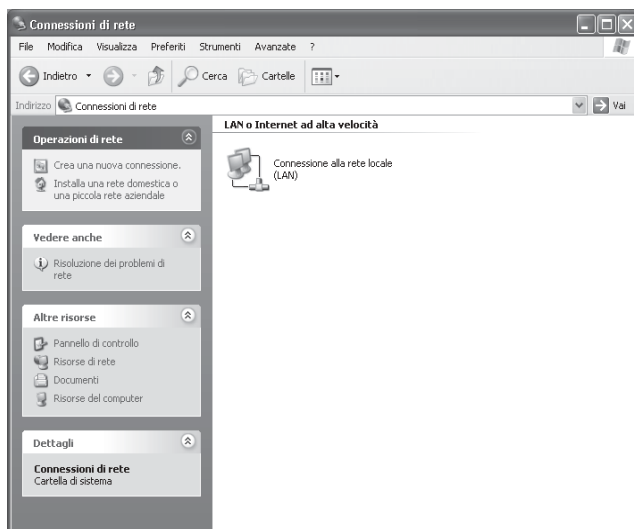 Connessioni di rete
File Modifica Visualizza Preferiti Strumenti Avanzate ?
Indietro Cerca Cartelle
Indirizzo Connessioni di rete Vai
Operazioni di rete
Crea una nuova connessione.
Installa una rete domestica o
una piccola rete aziendale
Vedere anche
Risoluzione dei problemi di
rete
Altre risorse
Pannello di controllo
Risorse di rete
Documenti
Risorse del computer
Dettagli
Connessioni di rete
Cartella di sistema
LAN o Internet ad alta velocità
Connessione alla rete locale
(LAN)